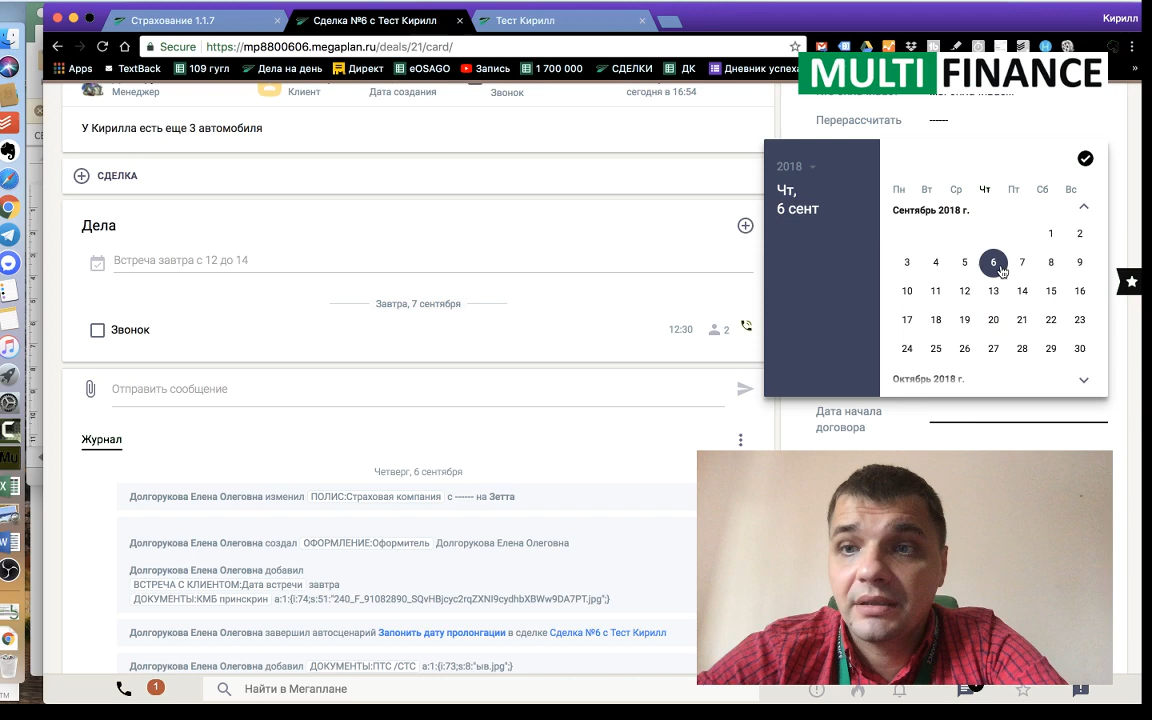 Страхование 1.1.7
Сделка №6 с Тест Кирилл
Тест Кирилл
Кирилл
Secure
https://mp8800606.megaplan.ru/deals/21/card/
Apps
TextBack
109 гугл
Дела на день
Директ
eOSAGO
Запись
1 700 000
СДЕЛКИ
ДК
Дневник успеха
MULTI FINANCE
Менеджер
Клиент
Дата создания
Звонок
сегодня в 16:54
Перерассчитать
------
У Кирилла есть еще 3 автомобиля
СДЕЛКА
Дела
Встреча завтра с 12 до 14
Завтра, 7 сентября
Звонок
12:30
2
2018
Чт,
6 сент
Пн Вт Ср Чт Пт Сб Вс
Сентябрь 2018 г.
1 2
3 4 5 6 7 8 9
10 11 12 13 14 15 16
17 18 19 20 21 22 23
24 25 26 27 28 29 30
Октябрь 2018 г.
Дата начала
договора
Отправить сообщение
Журнал
Четверг, 6 сентября
Долгорукова Елена Олеговна изменил ПОЛИС:Страховая компания с ------ на Зетта
Долгорукова Елена Олеговна создал ОФОРМЛЕНИЕ:Оформитель Долгорукова Елена Олеговна
Долгорукова Елена Олеговна добавил
ВСТРЕЧА С КЛИЕНТОМ:Дата встречи завтра
ДОКУМЕНТЫ:КМБ принскрин a:1:{i:74;s:51:"240_F_91082890_SQvHBjcyc2rqZXNI9cydhbXBWw9DA7PT.jpg";}
Долгорукова Елена Олеговна завершил автосценарий Запонить дату пролонгации в сделке Сделка №6 с Тест Кирилл
Долгорукова Елена Олеговна добавил ДОКУМЕНТЫ:ПТС /СТС a:1:{i:73;s:8:"ыв.jpg";}
1
Найти в Мегаплане